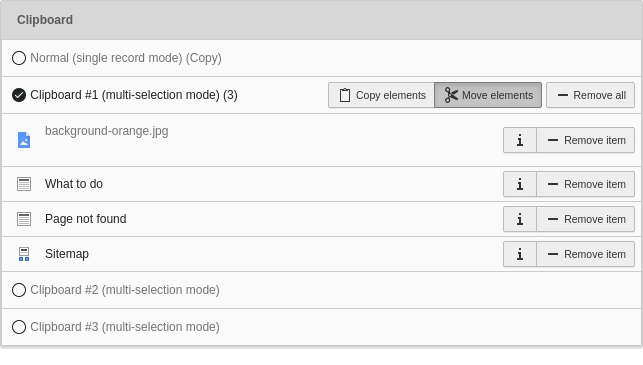 Clipboard
Normal (single record mode) (Copy)
Clipboard #1 (multi-selection mode) (3) Copy elements Move elements Remove all
background-orange.jpg Remove item
What to do Remove item
Page not found Remove item
Sitemap Remove item
Clipboard #2 (multi-selection mode)
Clipboard #3 (multi-selection mode)